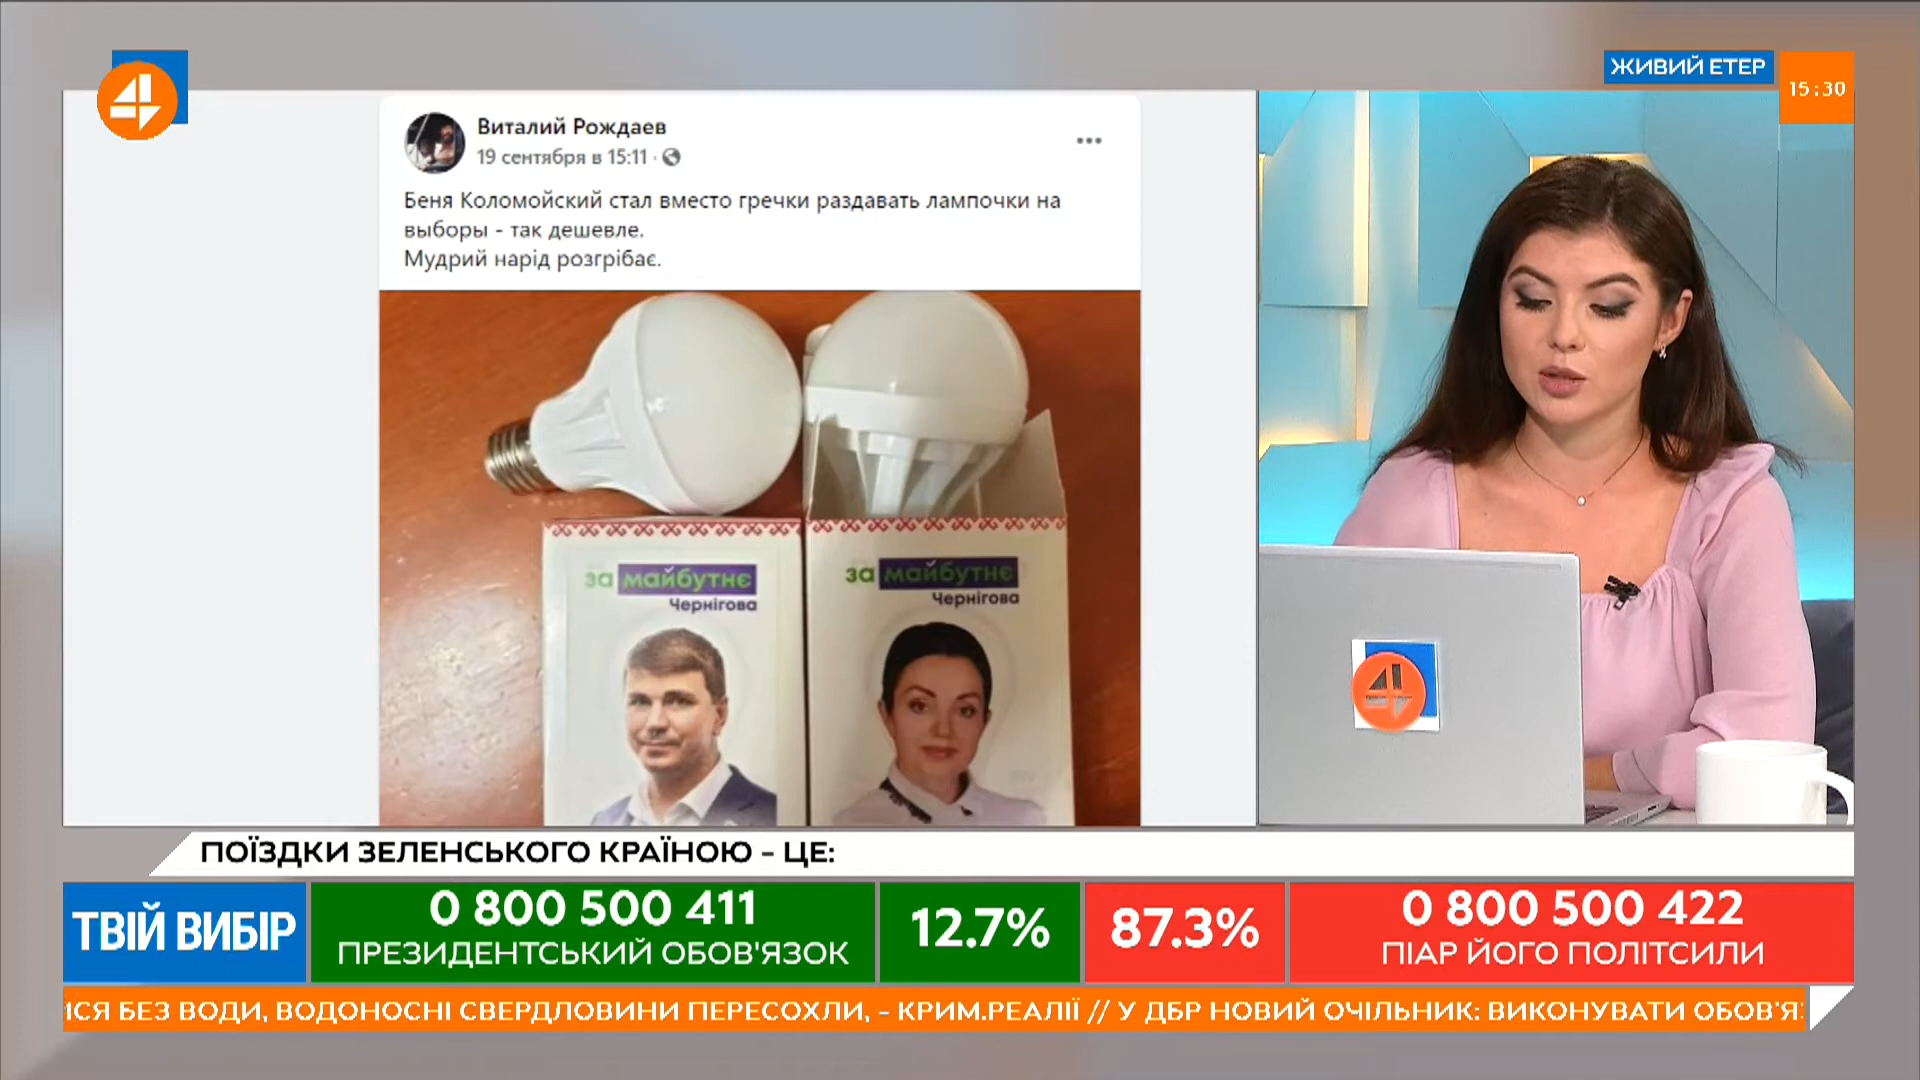 ЖИВИЙ ЕТЕР
15:30
Виталий Рождаев
19 сентября в 15:11
Беня Коломойский стал вместо гречки раздавать лампочки на
выборы - так дешевле.
Мудрий нарід розгрібає.
за майбутнє
Чернігова
за майбутнє
Чернігова
ПОЇЗДКИ ЗЕЛЕНСЬКОГО КРАЇНОЮ – ЦЕ:
ТВІЙ ВИБІР
0 800 500 411
ПРЕЗИДЕНТСЬКИЙ ОБОВ'ЯЗОК
12.7%
87.3%
0 800 500 422
ПІАР ЙОГО ПОЛІТСИЛИ
ИСЯ БЕЗ ВОДИ, ВОДОНОСНІ СВЕРДЛОВИНИ ПЕРЕСОХЛИ, – КРИМ.РЕАЛІЇ // У ДБР НОВИЙ ОЧІЛЬНИК: ВИКОНУВАТИ ОБОВ'Я